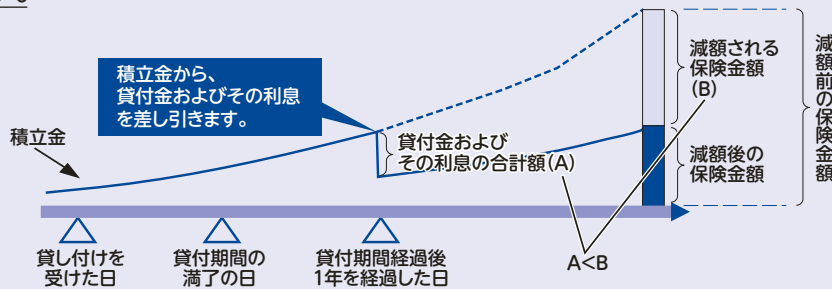 積立金から、
貸付金およびその利息
を差し引きます。
積立金
貸付金および
その利息の合計額(A)
減額される
保険金額
(B)
減額後の
保険金額
減額前の保険金額
貸し付けを
受けた日
貸付期間の
満了の日
貸付期間経過後
1年を経過した日
A<B